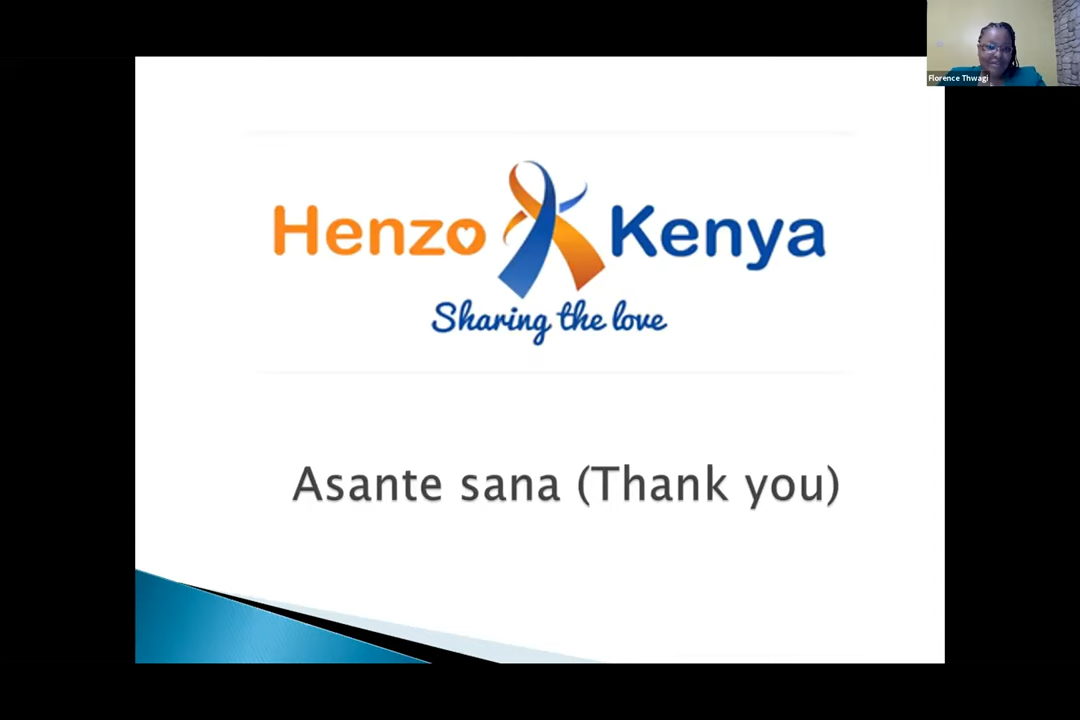 Florence Thwagi
Henzo Kenya
Sharing the love
Asante sana (Thank you)